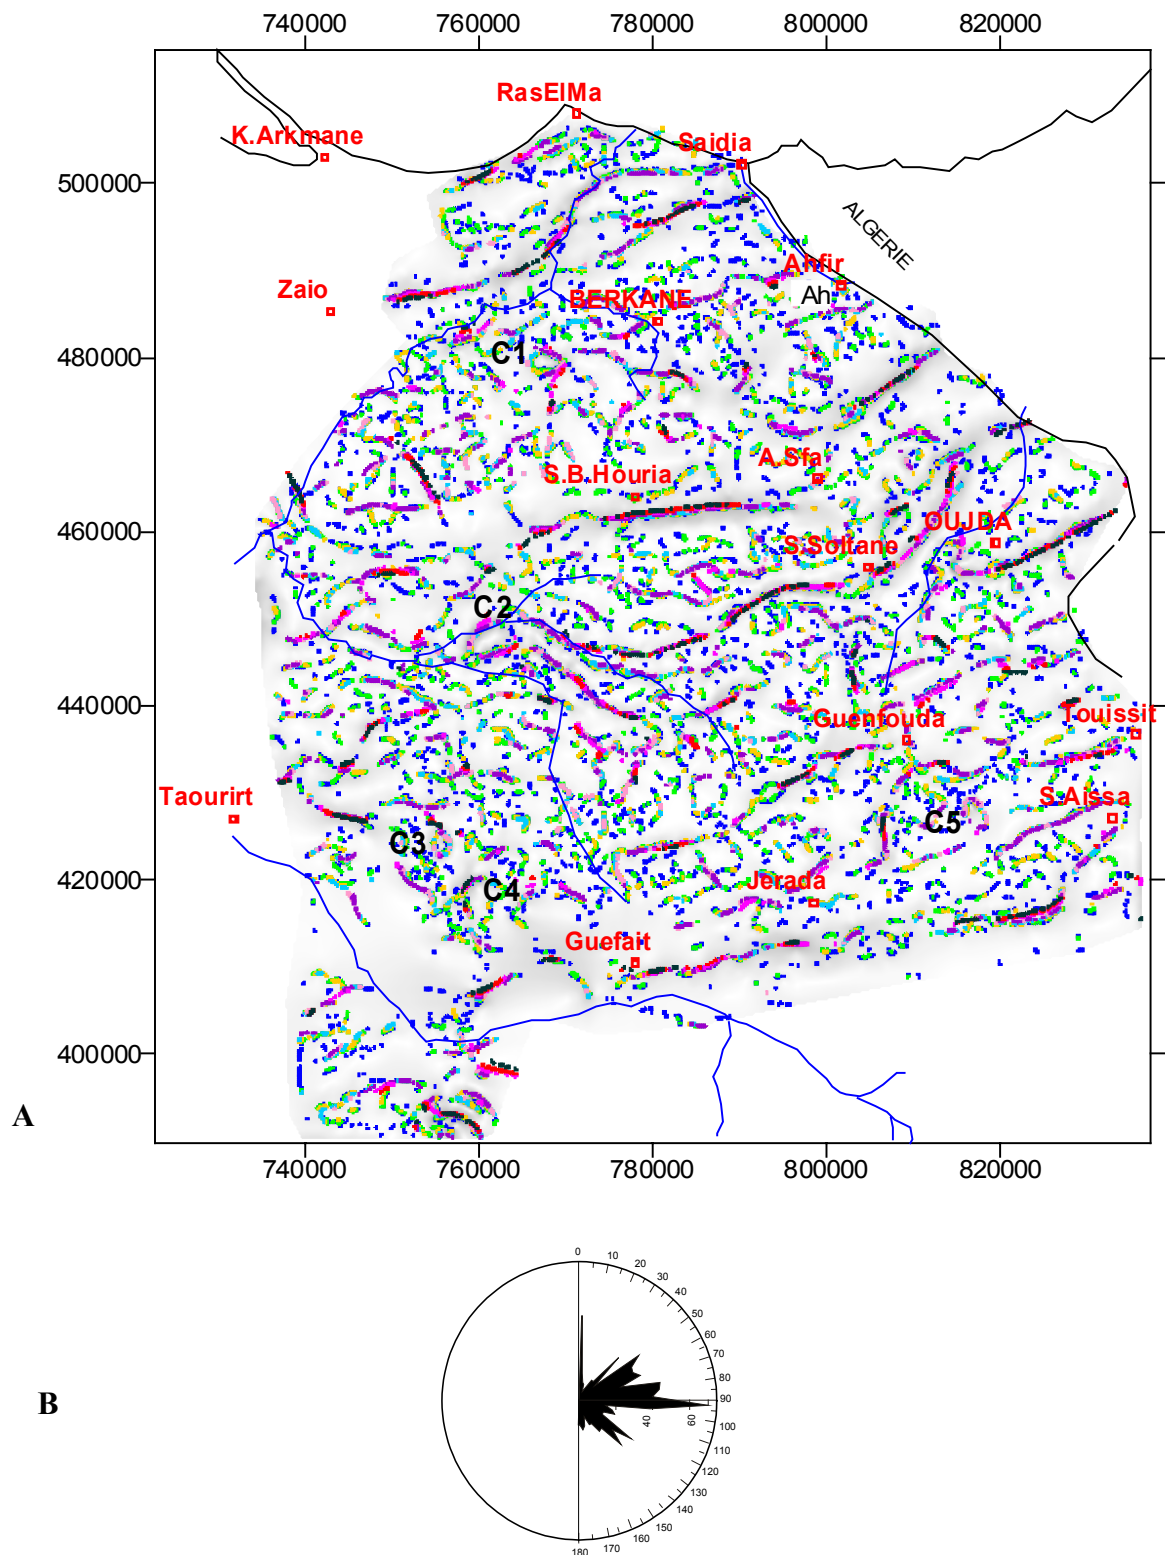 740000 760000 780000 800000 820000
RasElMa
K.Arkmane
Saidia
500000
ALGERIE
Ahfir
Zaio
Ah
BERKANE
480000
C1
A.Sfa
S.B.Houria
460000
OUJDA
S.Soltane
C2
440000
Guenfouda
Touissit
Taourirt
S.Aissa
C3
C5
420000
C4
Jerada
Guefait
400000
A
740000 760000 780000 800000 820000
0
10
20
30
40
50
60
70
80
90
100
110
120
130
140
150
160
170
180
40
60
B